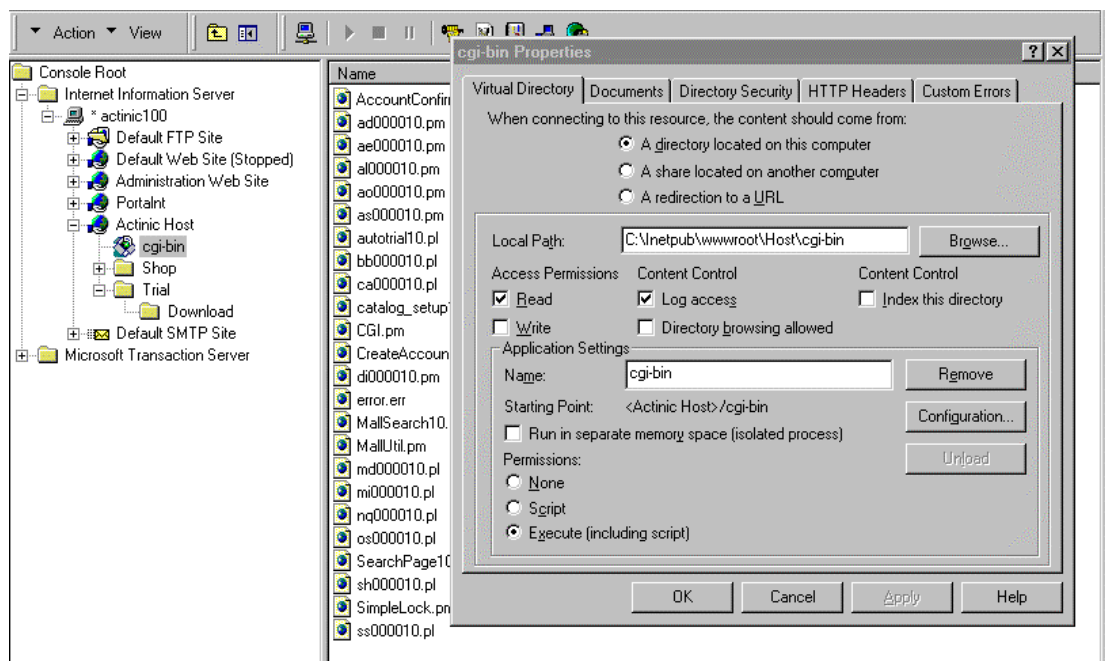 Action View
cgi-bin Properties
Console Root
Internet Information Server
* actinic100
Default FTP Site
Default Web Site (Stopped)
Administration Web Site
PortaInt
Actinic Host
cgi-bin
Shop
Trial
Download
Default SMTP Site
Microsoft Transaction Server
Name
AccountConfirm
ad000010.pm
ae000010.pm
al000010.pm
ao000010.pm
as000010.pm
autotrial10.pl
bb000010.pl
ca000010.pl
catalog_setup
CGI.pm
CreateAccoun
di000010.pm
error.err
MallSearch10.
MallUtil.pm
md000010.pl
mi000010.pl
nq000010.pl
os000010.pl
SearchPage10
sh000010.pl
SimpleLock.pm
ss000010.pl
Virtual Directory Documents Directory Security HTTP Headers Custom Errors
When connecting to this resource, the content should come from:
A directory located on this computer
A share located on another computer
A redirection to a URL
Local Path: C:\Inetpub\wwwroot\Host\cgi-bin Browse...
Access Permissions Content Control Content Control
Read Log access Index this directory
Write Directory browsing allowed
Application Settings
Name: cgi-bin Remove
Starting Point: <Actinic Host>/cgi-bin Configuration...
Run in separate memory space (isolated process)
Permissions: Unload
None
Script
Execute (including script)
OK Cancel Apply Help